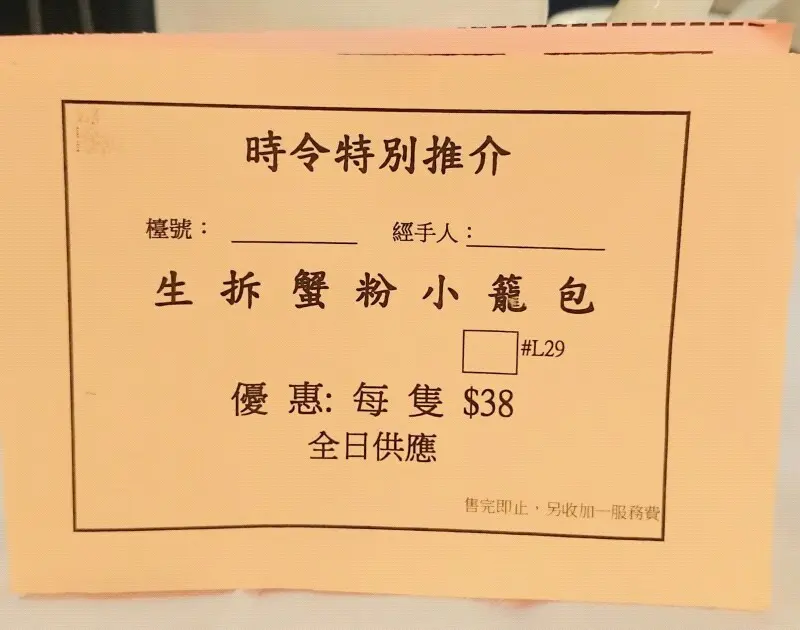 時令特別推介
檯號： 經手人：
生拆蟹粉小籠包
#L29
優惠: 每隻 $38
全日供應
售完即止，另收加一服務費